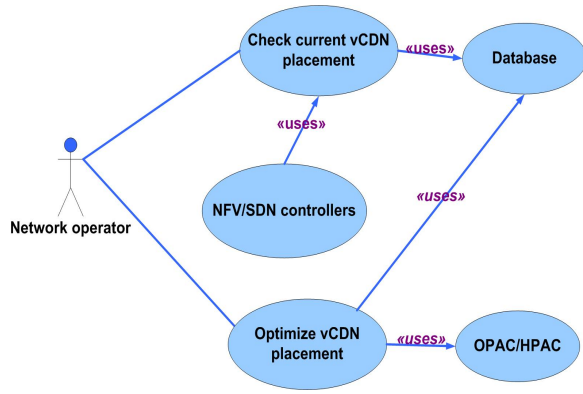 Check current vCDN
placement
«uses»
Database
«uses»
NFV/SDN controllers
Network operator
«uses»
Optimize vCDN
placement
«uses»
OPAC/HPAC